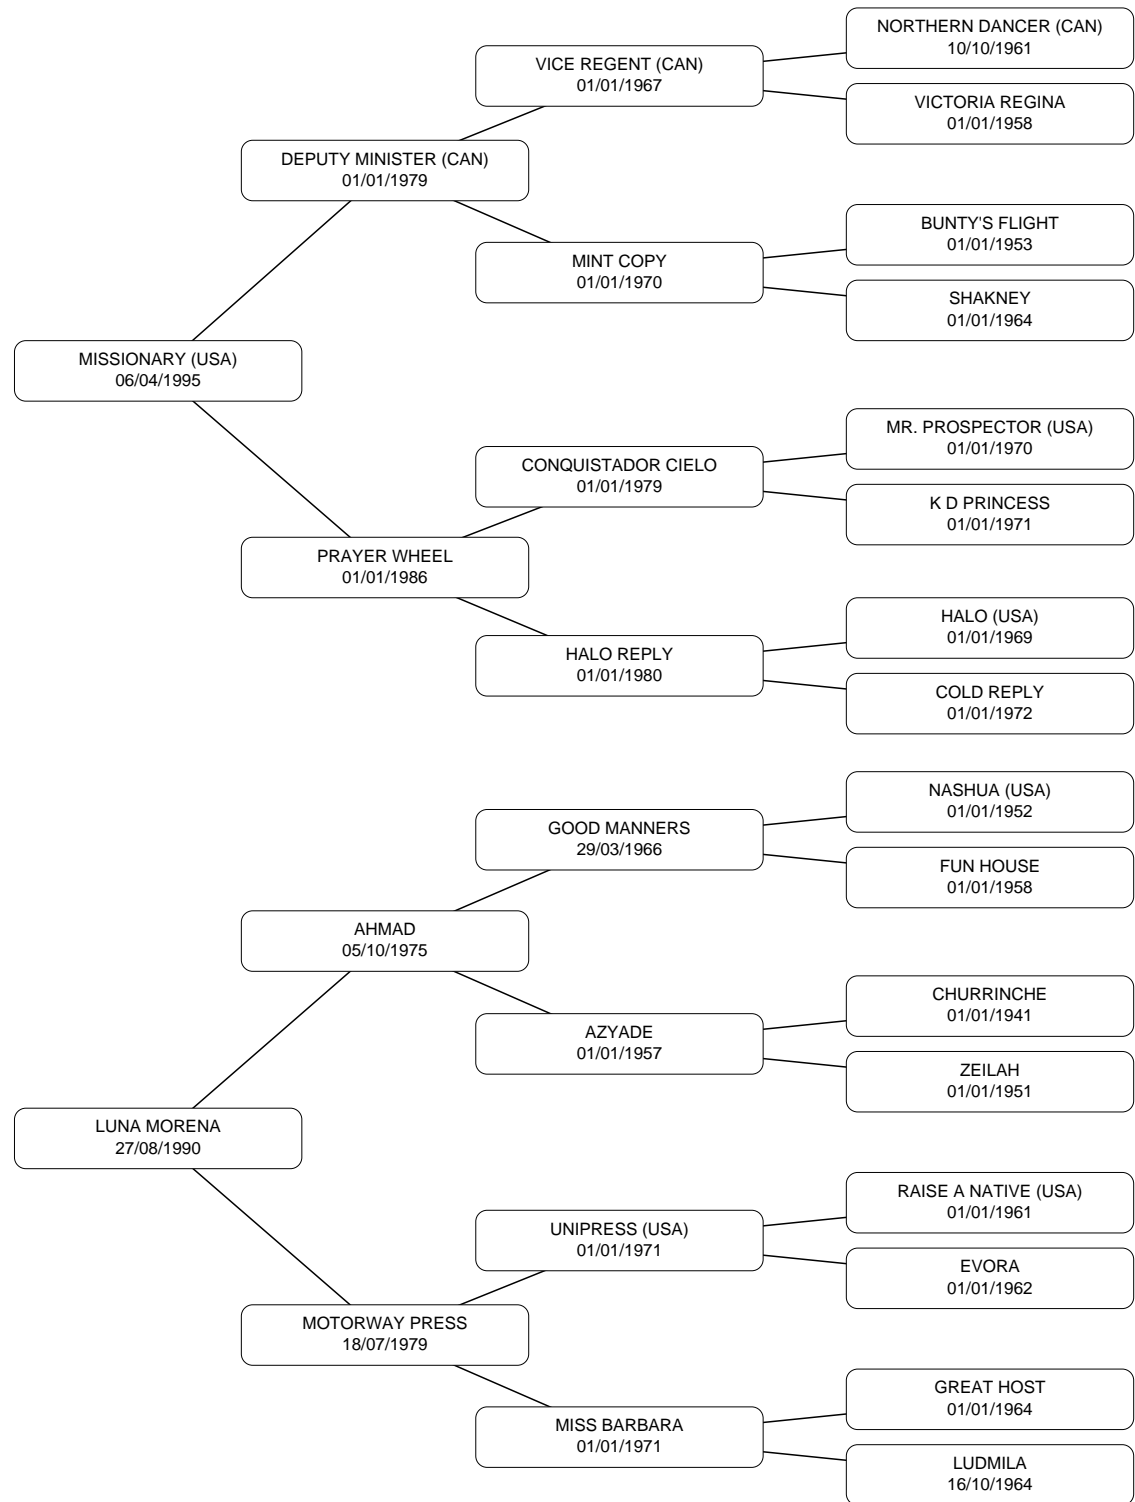 NORTHERN DANCER (CAN)
10/10/1961
VICE REGENT (CAN)
01/01/1967
VICTORIA REGINA
01/01/1958
DEPUTY MINISTER (CAN)
01/01/1979
BUNTY'S FLIGHT
01/01/1953
MINT COPY
01/01/1970
SHAKNEY
01/01/1964
MISSIONARY (USA)
06/04/1995
MR. PROSPECTOR (USA)
01/01/1970
CONQUISTADOR CIELO
01/01/1979
K D PRINCESS
01/01/1971
PRAYER WHEEL
01/01/1986
HALO (USA)
01/01/1969
HALO REPLY
01/01/1980
COLD REPLY
01/01/1972
NASHUA (USA)
01/01/1952
GOOD MANNERS
29/03/1966
FUN HOUSE
01/01/1958
AHMAD
05/10/1975
CHURRINCHE
01/01/1941
AZYADE
01/01/1957
ZEILAH
01/01/1951
LUNA MORENA
27/08/1990
RAISE A NATIVE (USA)
01/01/1961
UNIPRESS (USA)
01/01/1971
EVORA
01/01/1962
MOTORWAY PRESS
18/07/1979
GREAT HOST
01/01/1964
MISS BARBARA
01/01/1971
LUDMILA
16/10/1964